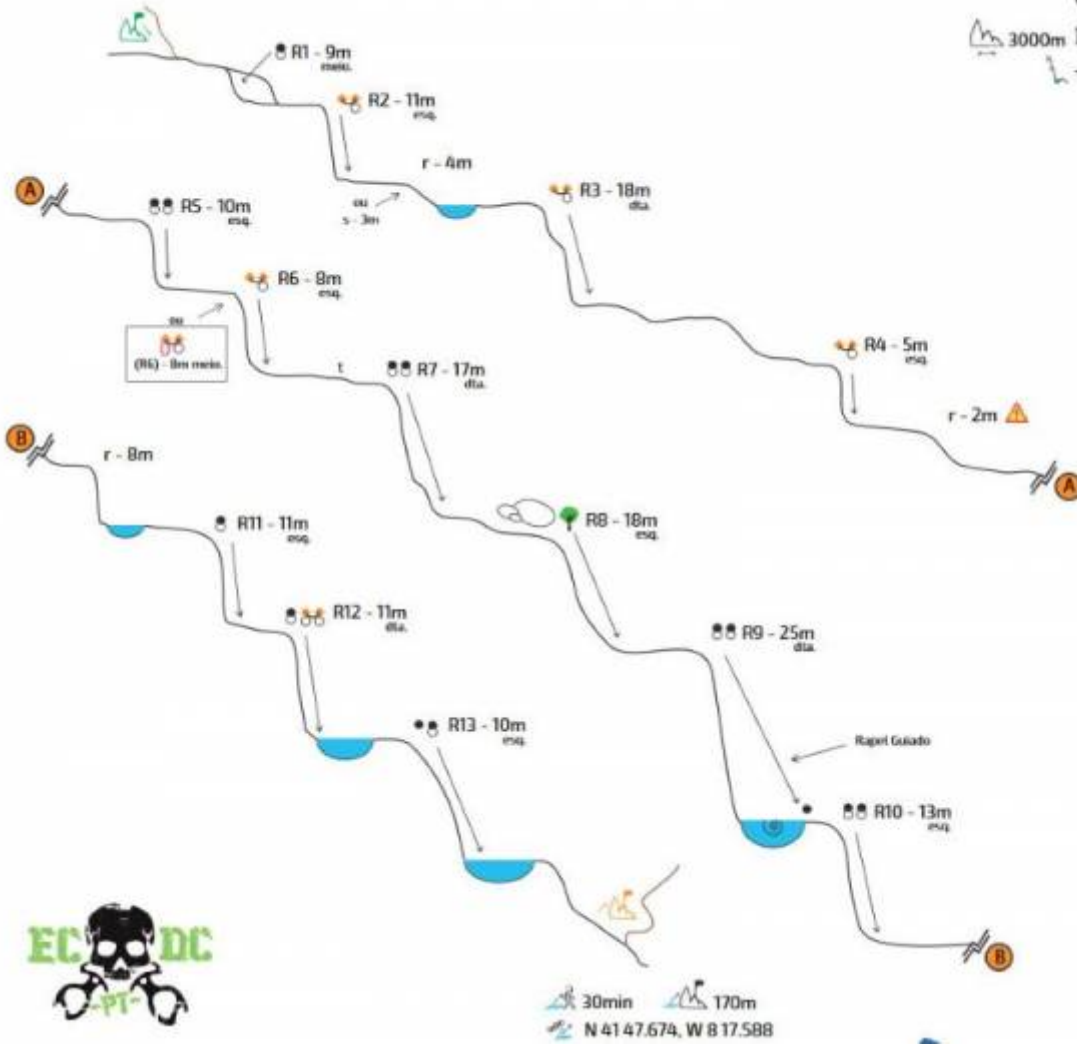 3000m
R1 - 9m
meio.
R2 - 11m
esq.
r - 4m
ou
s - 3m
R3 - 18m
dta.
R4 - 5m
esq.
r - 2m
A
A
R5 - 10m
esq.
R6 - 8m
esq.
ou
(R6) - 8m meio.
t
R7 - 17m
dta.
R8 - 18m
esq.
R9 - 25m
dta.
Rapel Guiado
R10 - 13m
esq.
B
B
r - 8m
R11 - 11m
esq.
R12 - 11m
dta.
R13 - 10m
esq.
EC DC
-PT-
30min
170m
N 41 47.674, W 8 17.588